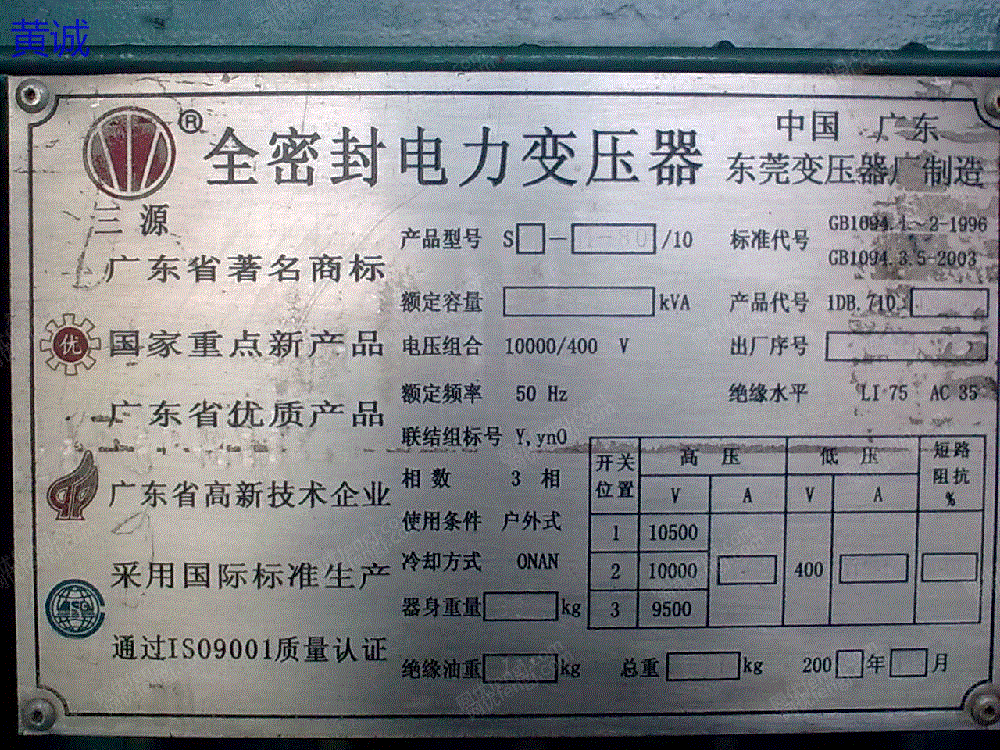 黄诚
®
全密封电力变压器
中国 广东
东莞变压器厂制造
三源
广东省著名商标
国家重点新产品
优
广东省优质产品
广东省高新技术企业
采用国际标准生产
ISO
通过ISO9001质量认证
产品型号 S□-□/10
标准代号 GB1094.1~2-1996
GB1094.3.5-2003
额定容量 kVA
产品代号 1DB.710.
电压组合 10000/400 V
出厂序号
额定频率 50 Hz
绝缘水平 LI 75 AC 35
联结组标号 Y,yn0
相数 3 相
使用条件 户外式
冷却方式 ONAN
器身重量 kg
绝缘油重 kg
总重 kg
200 年 月
开关位置 高压 低压 短路阻抗%
V A V A
1 10500
2 10000 400
3 9500